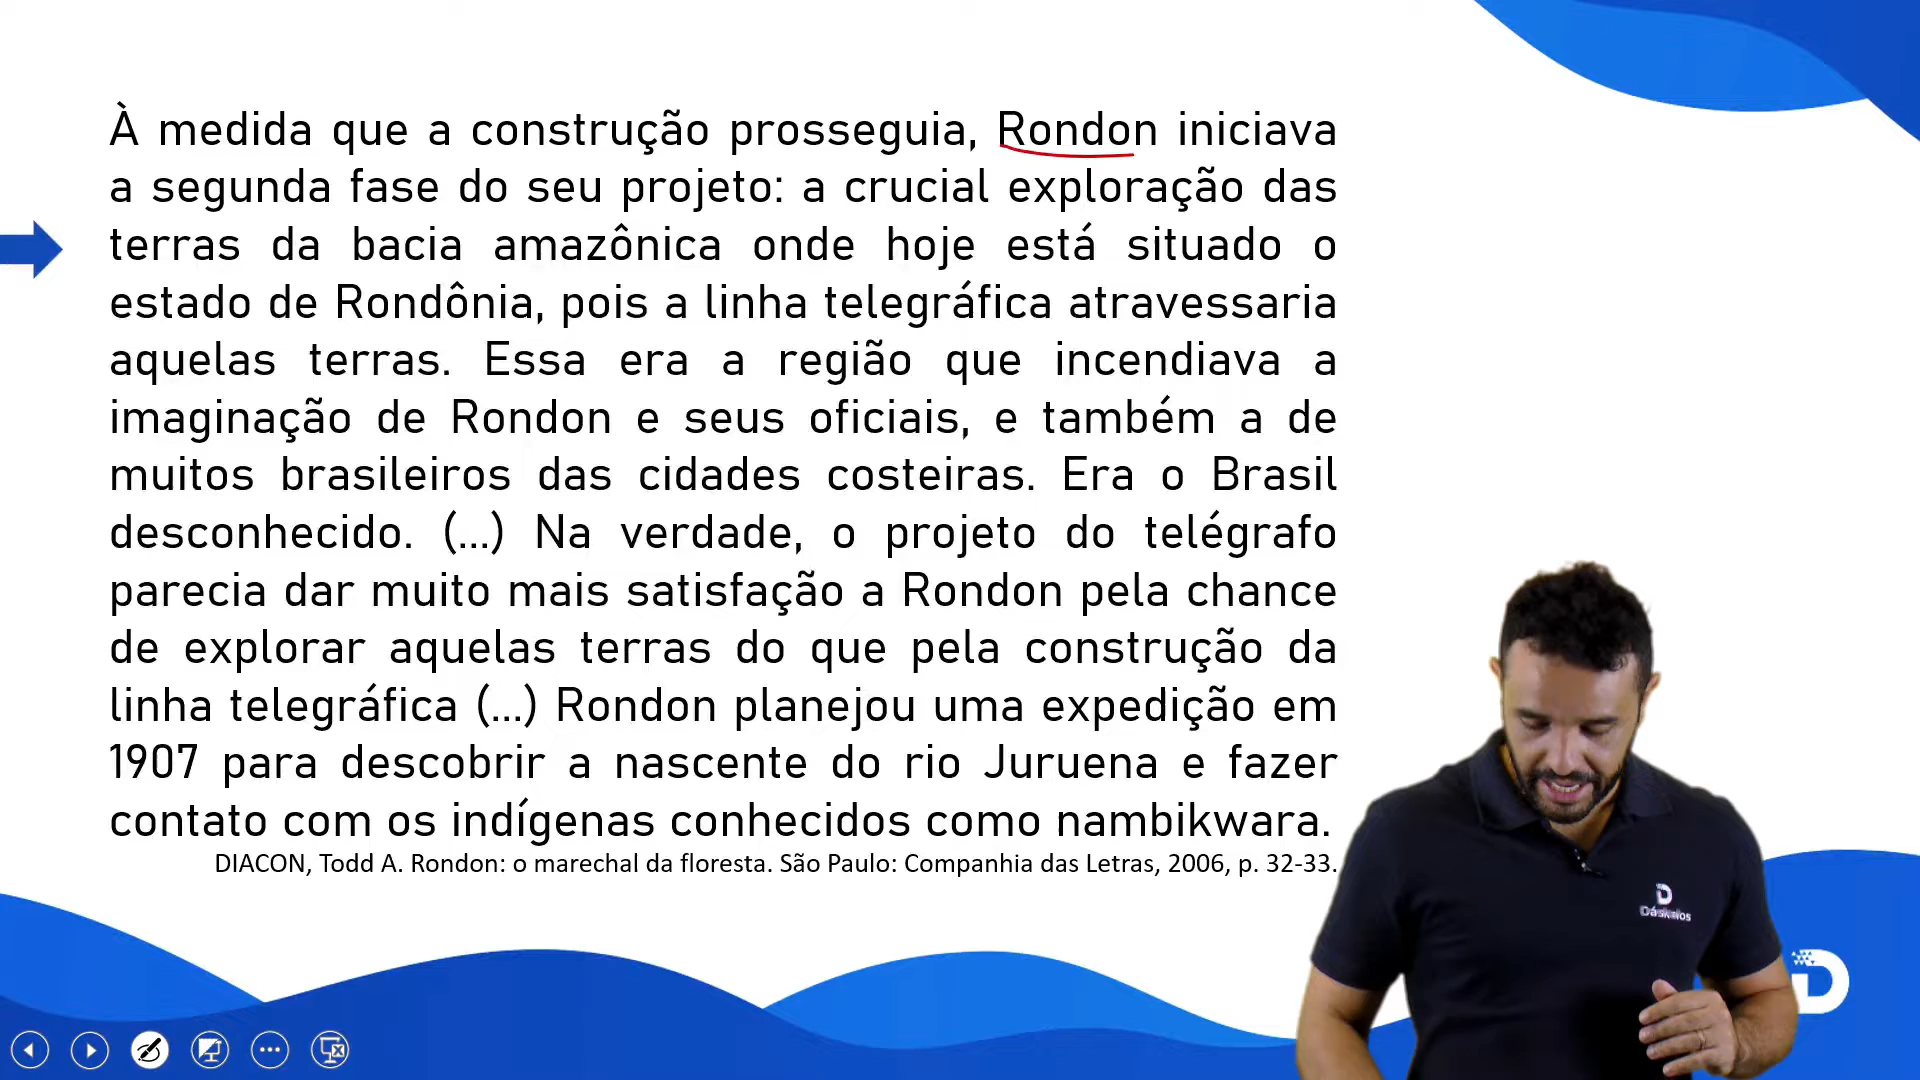 À medida que a construção prosseguia, Rondon iniciava
a segunda fase do seu projeto: a crucial exploração das
terras da bacia amazônica onde hoje está situado o
estado de Rondônia, pois a linha telegráfica atravessaria
aquelas terras. Essa era a região que incendiava a
imaginação de Rondon e seus oficiais, e também a de
muitos brasileiros das cidades costeiras. Era o Brasil
desconhecido. (...) Na verdade, o projeto do telégrafo
parecia dar muito mais satisfação a Rondon pela chance
de explorar aquelas terras do que pela construção da
linha telegráfica (...) Rondon planejou uma expedição em
1907 para descobrir a nascente do rio Juruena e fazer
contato com os indígenas conhecidos como nambikwara.
DIACON, Todd A. Rondon: o marechal da floresta. São Paulo: Companhia das Letras, 2006, p. 32-33.